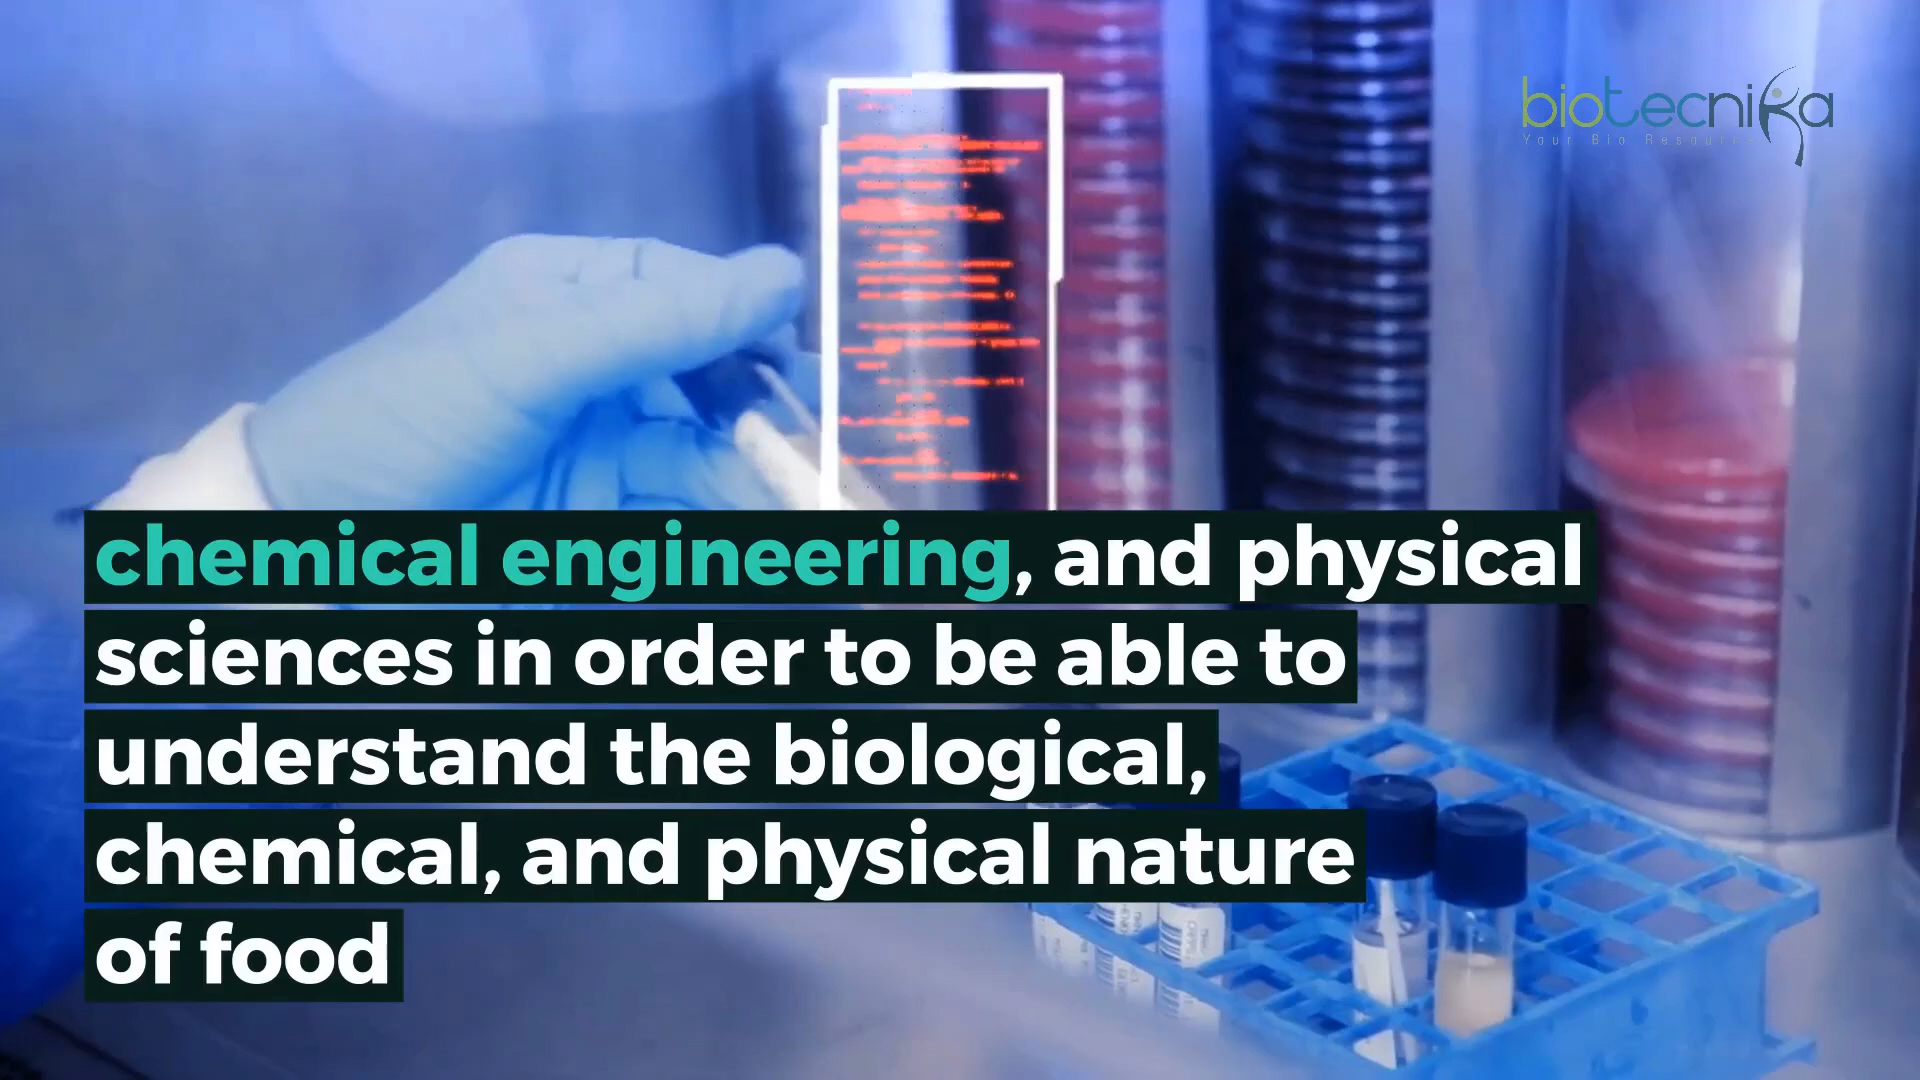 biotecnika
chemical engineering, and physical
sciences in order to be able to
understand the biological,
chemical, and physical nature
of food